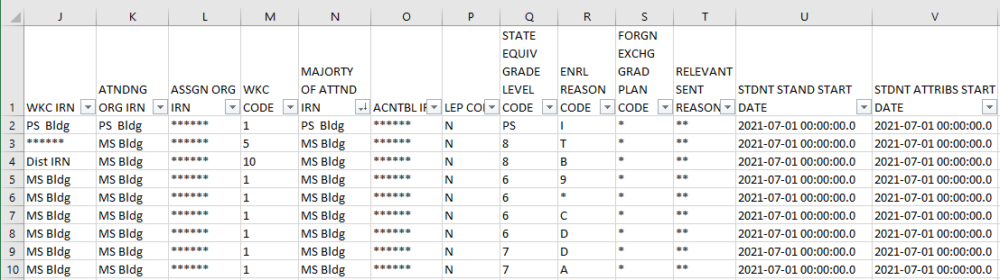 J K L M N O P Q R S T U V
STATE FORGN
EQUIV EXCHG
MAJORTY GRADE ENRL GRAD RELEVANT
ATNDNG ASSGN ORG WKC OF ATTND LEVEL REASON PLAN SENT STDNT STAND START STDNT ATTRIBS START
1 WKC IRN ORG IRN IRN CODE IRN ACNTBL IR LEP COI CODE CODE CODE REASON DATE DATE
2 PS Bldg PS Bldg ****** 1 PS Bldg ****** N PS I * ** 2021-07-01 00:00:00.0 2021-07-01 00:00:00.0
3 ****** MS Bldg ****** 5 MS Bldg ****** N 8 T * ** 2021-07-01 00:00:00.0 2021-07-01 00:00:00.0
4 Dist IRN MS Bldg ****** 10 MS Bldg ****** N 8 B * ** 2021-07-01 00:00:00.0 2021-07-01 00:00:00.0
5 MS Bldg MS Bldg ****** 1 MS Bldg ****** N 6 9 * ** 2021-07-01 00:00:00.0 2021-07-01 00:00:00.0
6 MS Bldg MS Bldg ****** 1 MS Bldg ****** N 6 * * ** 2021-07-01 00:00:00.0 2021-07-01 00:00:00.0
7 MS Bldg MS Bldg ****** 1 MS Bldg ****** N 6 C * ** 2021-07-01 00:00:00.0 2021-07-01 00:00:00.0
8 MS Bldg MS Bldg ****** 1 MS Bldg ****** N 6 D * ** 2021-07-01 00:00:00.0 2021-07-01 00:00:00.0
9 MS Bldg MS Bldg ****** 1 MS Bldg ****** N 7 D * ** 2021-07-01 00:00:00.0 2021-07-01 00:00:00.0
10 MS Bldg MS Bldg ****** 1 MS Bldg ****** N 7 A * ** 2021-07-01 00:00:00.0 2021-07-01 00:00:00.0